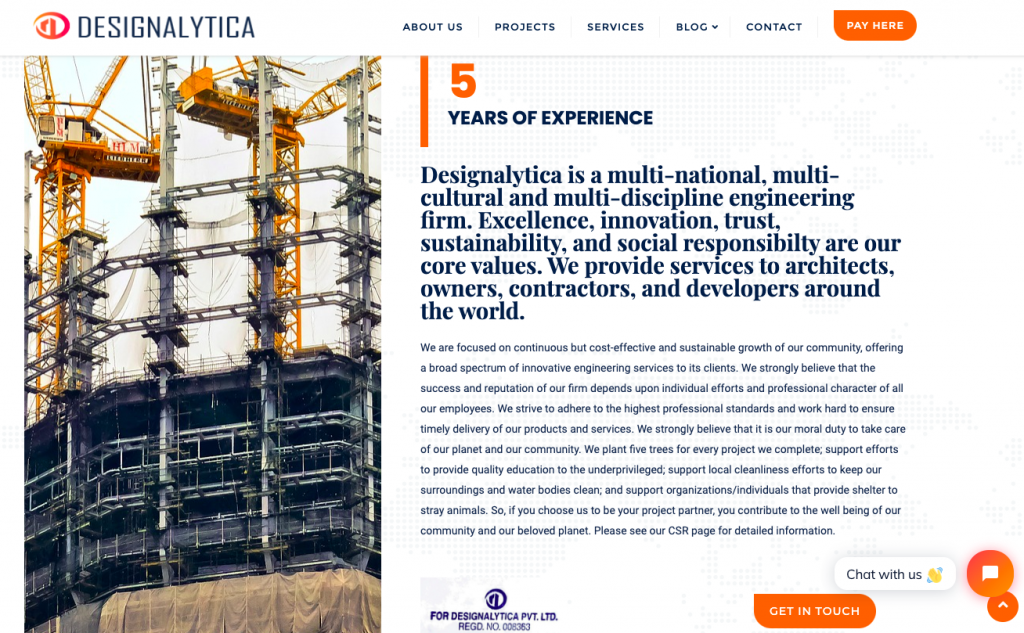 DESIGNALYTICA
ABOUT US
PROJECTS
SERVICES
BLOG
CONTACT
PAY HERE
5
YEARS OF EXPERIENCE
HLM
LIEBHERR
Designalytica is a multi-national, multi-
cultural and multi-discipline engineering
firm. Excellence, innovation, trust,
sustainability, and social responsibilty are our
core values. We provide services to architects,
owners, contractors, and developers around
the world.
We are focused on continuous but cost-effective and sustainable growth of our community, offering
a broad spectrum of innovative engineering services to its clients. We strongly believe that the
success and reputation of our firm depends upon individual efforts and professional character of all
our employees. We strive to adhere to the highest professional standards and work hard to ensure
timely delivery of our products and services. We strongly believe that it is our moral duty to take care
of our planet and our community. We plant five trees for every project we complete; support efforts
to provide quality education to the underprivileged; support local cleanliness efforts to keep our
surroundings and water bodies clean; and support organizations/individuals that provide shelter to
stray animals. So, if you choose us to be your project partner, you contribute to the well being of our
community and our beloved planet. Please see our CSR page for detailed information.
Chat with us 👋
FOR DESIGNALYTICA PVT. LTD.
REGD. NO. 008363
GET IN TOUCH